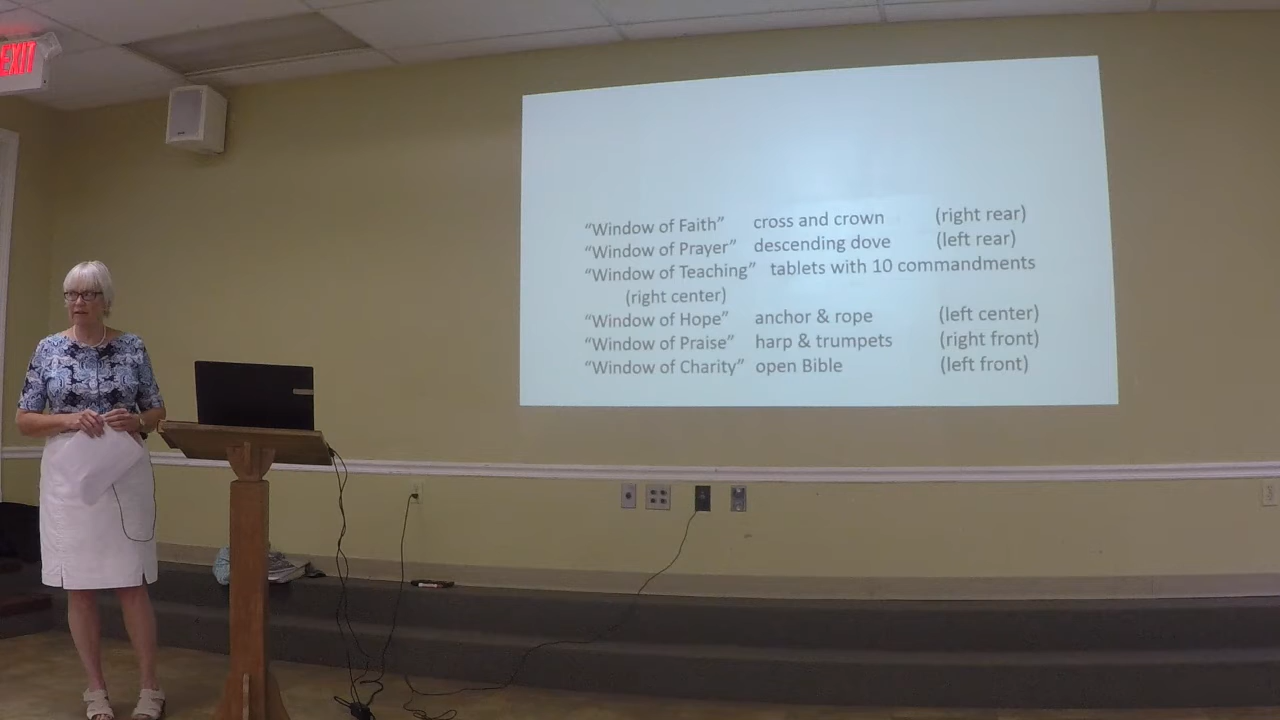 EXIT
“Window of Faith” cross and crown (right rear)
“Window of Prayer” descending dove (left rear)
“Window of Teaching” tablets with 10 commandments
(right center)
“Window of Hope” anchor & rope (left center)
“Window of Praise” harp & trumpets (right front)
“Window of Charity” open Bible (left front)